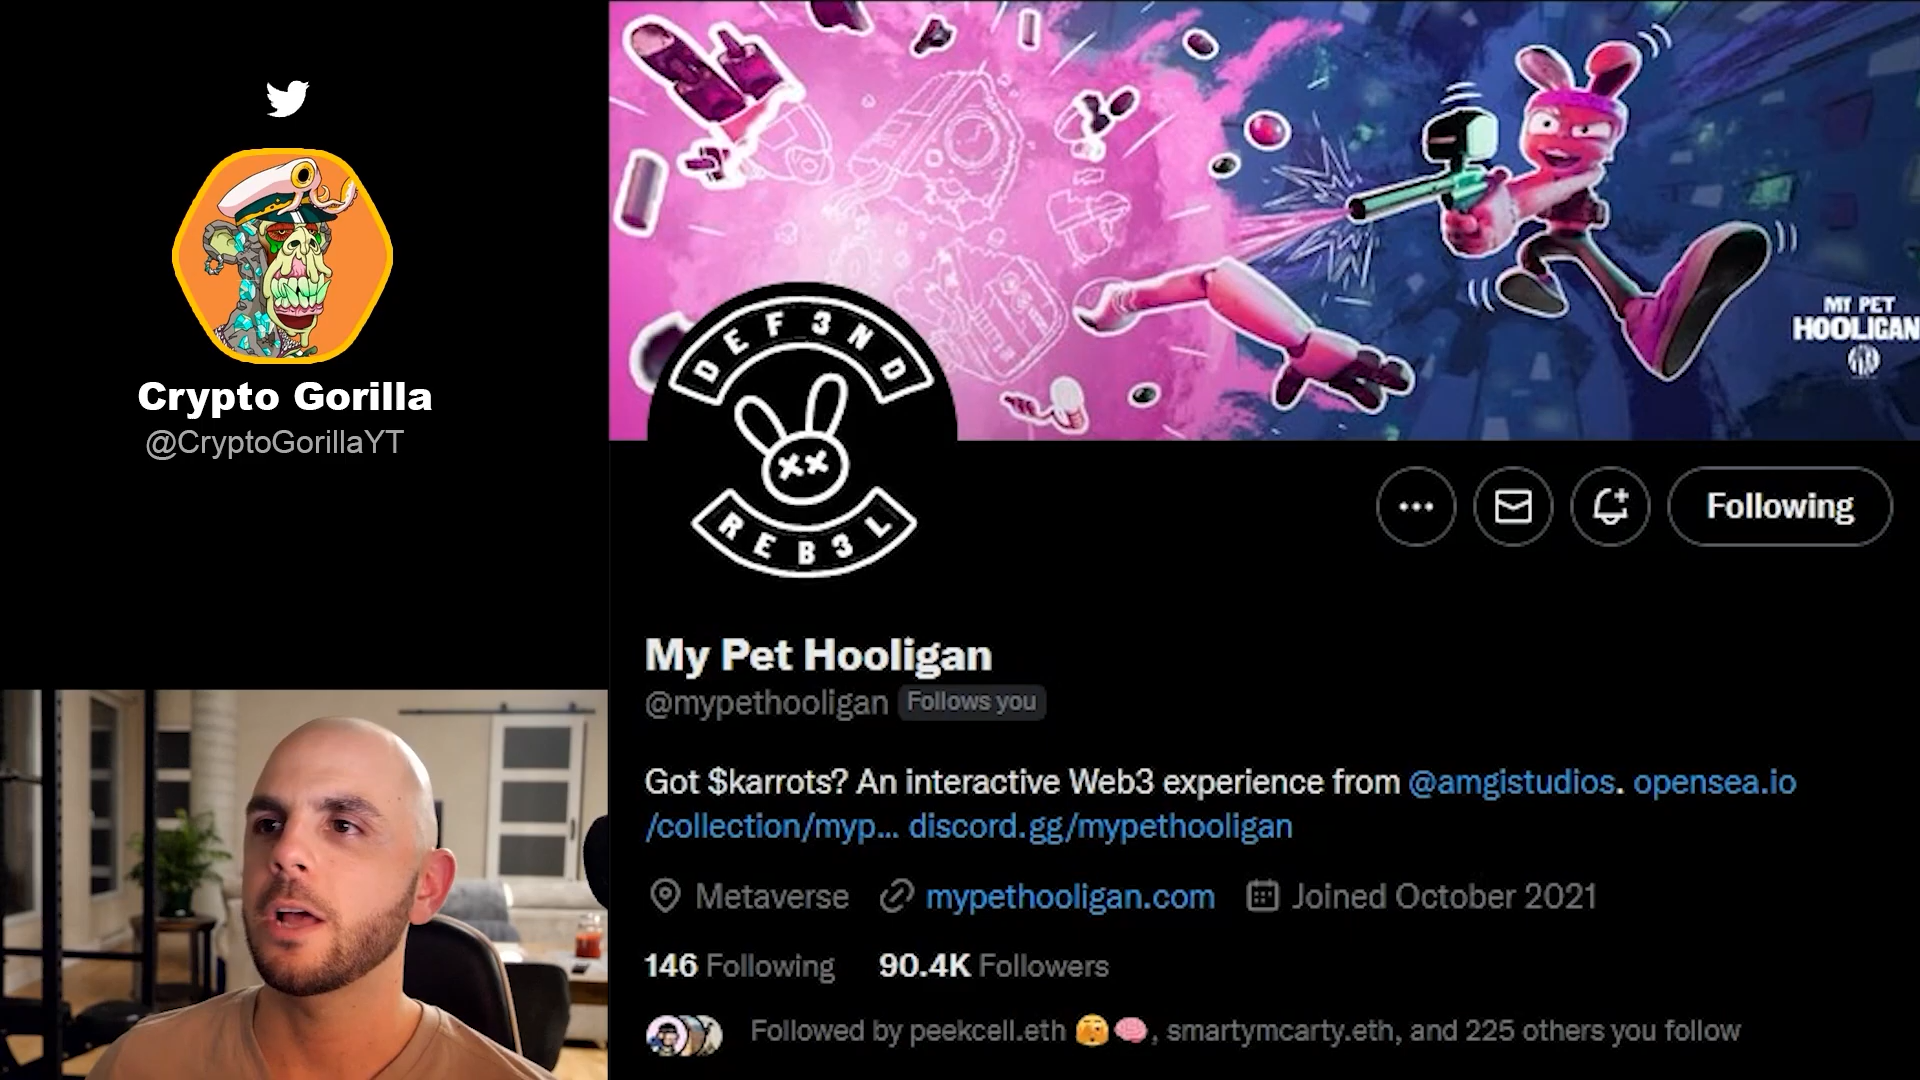 Crypto Gorilla
@CryptoGorillaYT
MY PET
HOOLIGAN
DEF3ND
REB3L
Following
My Pet Hooligan
@mypethooligan Follows you
Got $karrots? An interactive Web3 experience from @amgistudios. opensea.io
/collection/myp... discord.gg/mypethooligan
Metaverse mypethooligan.com Joined October 2021
146 Following 90.4K Followers
Followed by peekcell.eth 🫣🧠, smartymcarty.eth, and 225 others you follow